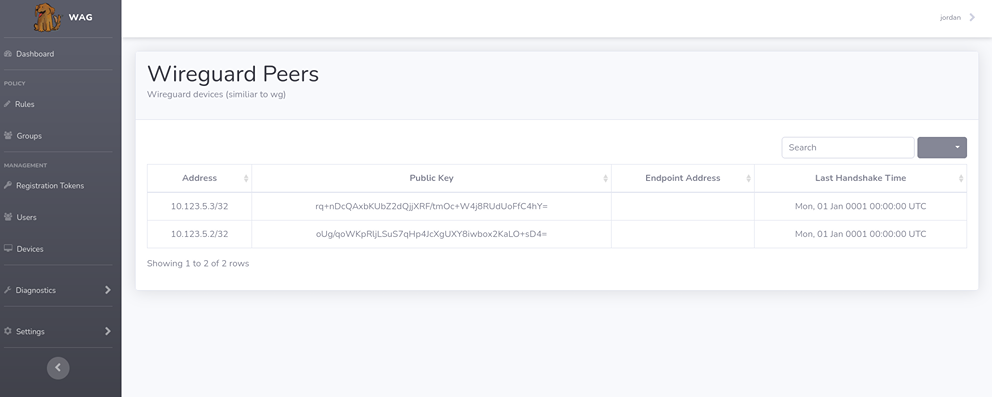 WAG
jordan
Dashboard
POLICY
Rules
Groups
MANAGEMENT
Registration Tokens
Users
Devices
Diagnostics
Settings
Wireguard Peers
Wireguard devices (similiar to wg)
Search
Address Public Key Endpoint Address Last Handshake Time
10.123.5.3/32 rq+nDcQAxbKUbZ2dQjjXRF/tmOc+W4j8RUdUoFfC4hY= Mon, 01 Jan 0001 00:00:00 UTC
10.123.5.2/32 oUg/qoWKpRljLSuS7qHp4JcXgUXY8iwbox2KaLO+sD4= Mon, 01 Jan 0001 00:00:00 UTC
Showing 1 to 2 of 2 rows